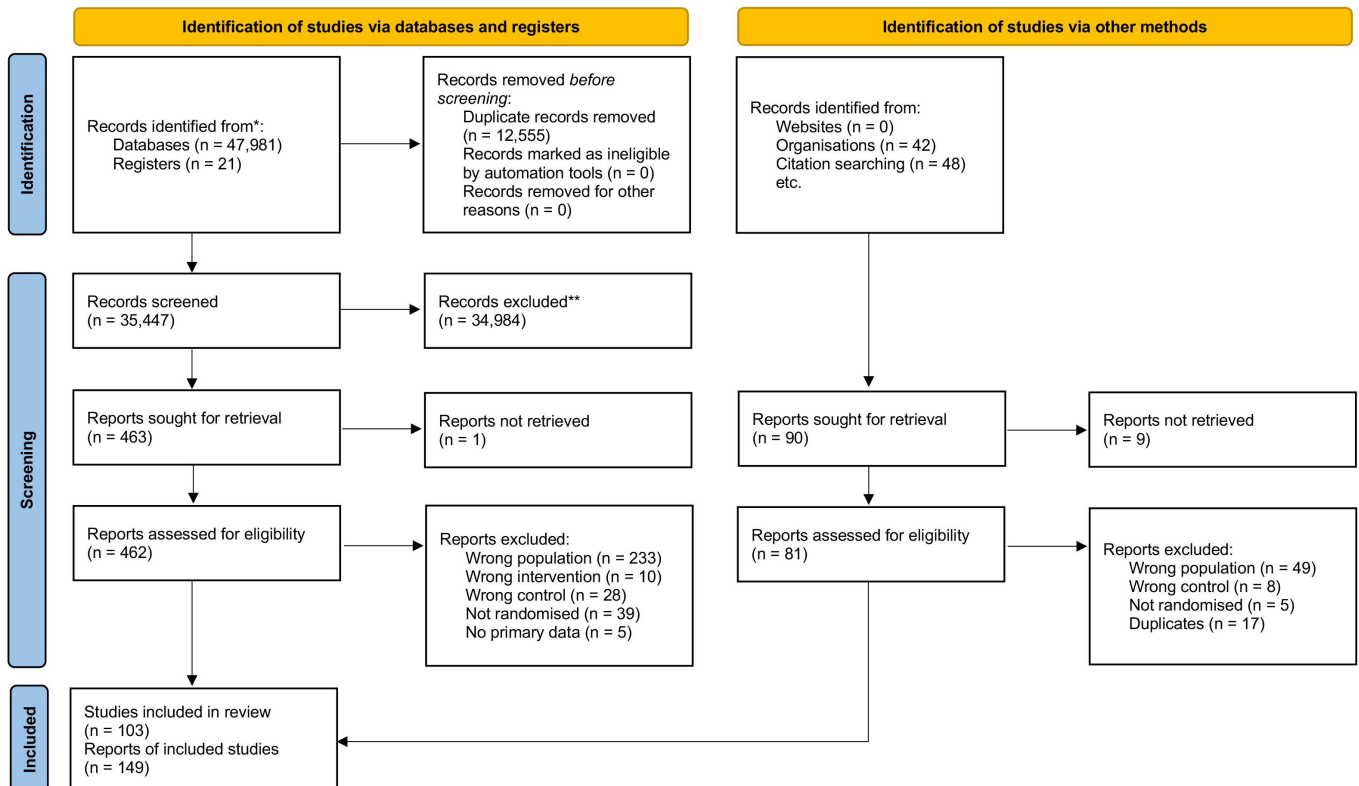 Identification of studies via databases and registers
Identification of studies via other methods
Identification
Records identified from*:
Databases (n = 47,981)
Registers (n = 21)
Records removed before
screening:
Duplicate records removed
(n = 12,555)
Records marked as ineligible
by automation tools (n = 0)
Records removed for other
reasons (n = 0)
Records identified from:
Websites (n = 0)
Organisations (n = 42)
Citation searching (n = 48)
etc.
Screening
Records screened
(n = 35,447)
Records excluded**
(n = 34,984)
Reports sought for retrieval
(n = 463)
Reports not retrieved
(n = 1)
Reports sought for retrieval
(n = 90)
Reports not retrieved
(n = 9)
Reports assessed for eligibility
(n = 462)
Reports excluded:
Wrong population (n = 233)
Wrong intervention (n = 10)
Wrong control (n = 28)
Not randomised (n = 39)
No primary data (n = 5)
Reports assessed for eligibility
(n = 81)
Reports excluded:
Wrong population (n = 49)
Wrong control (n = 8)
Not randomised (n = 5)
Duplicates (n = 17)
Included
Studies included in review
(n = 103)
Reports of included studies
(n = 149)